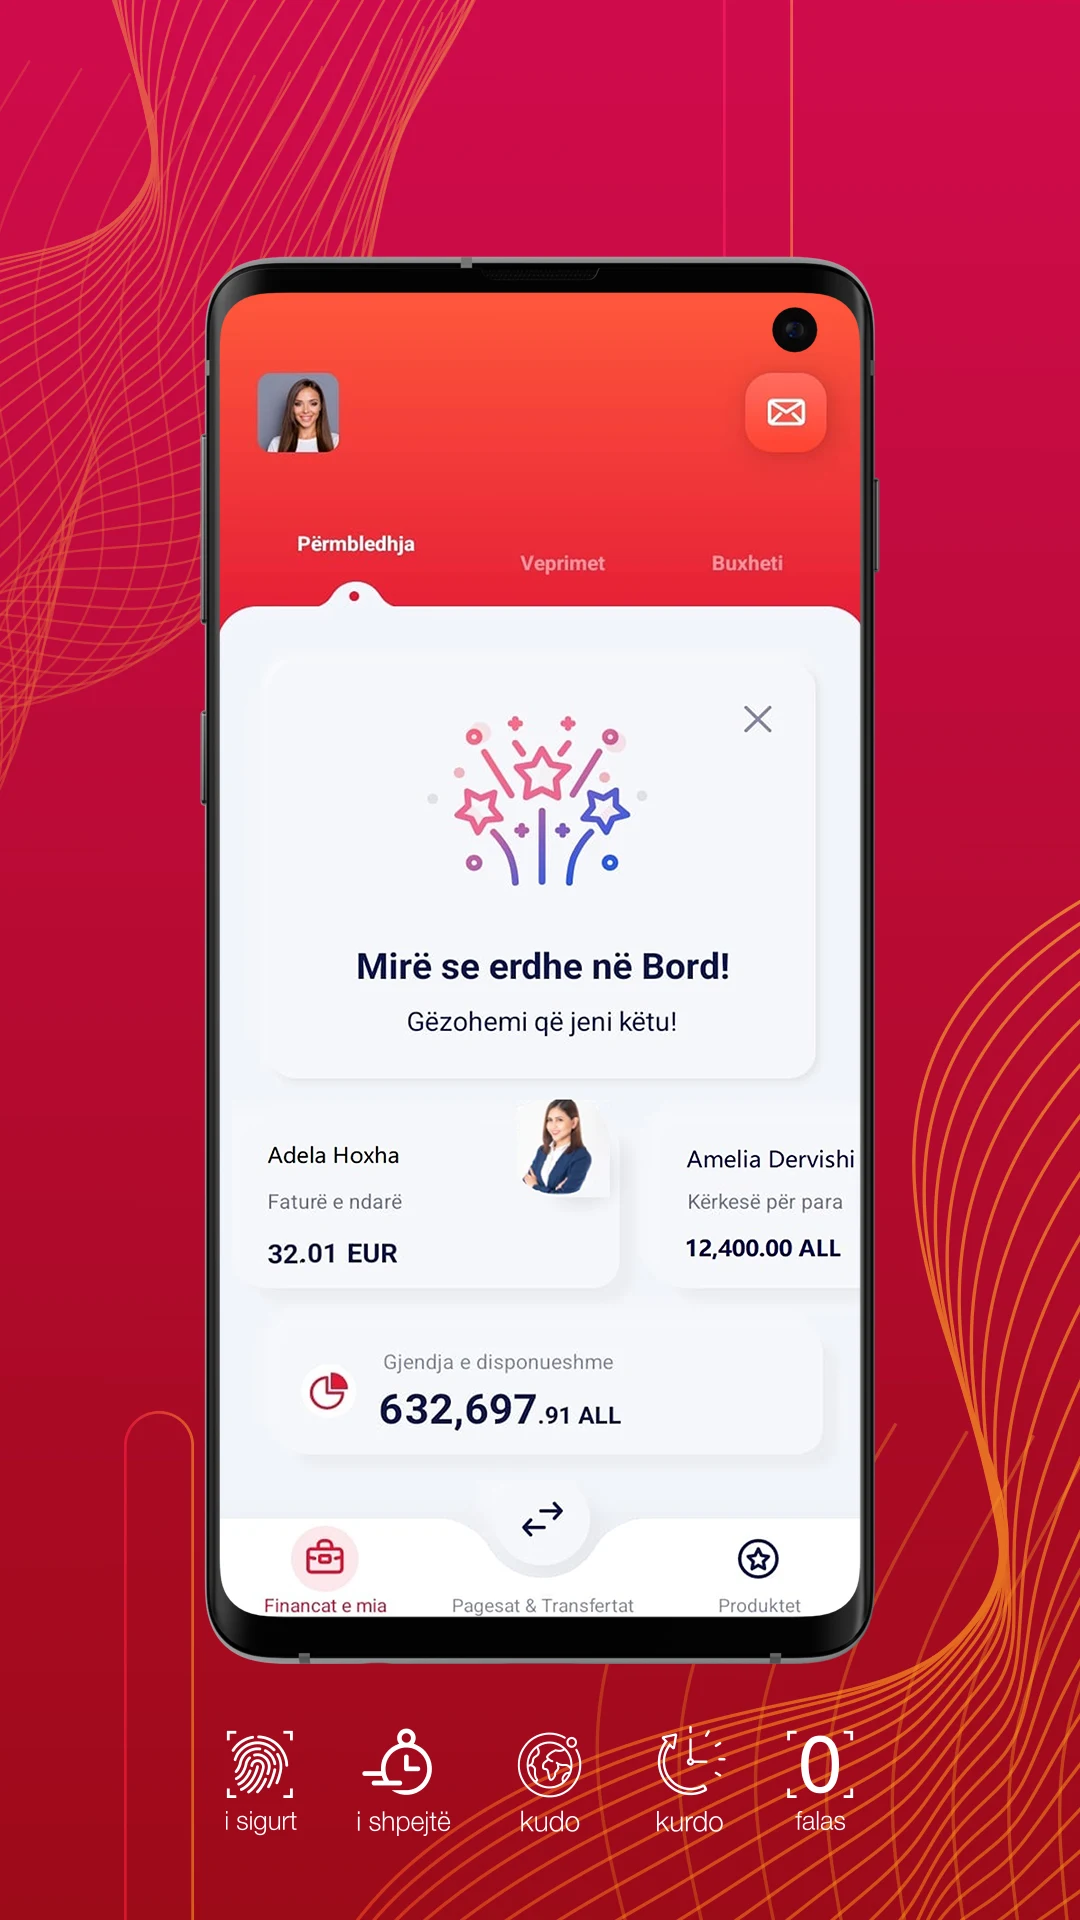 Përmbledhja
Veprimet
Buxheti
Mirë se erdhe në Bord!
Gëzohemi që jeni këtu!
Adela Hoxha
Faturë e ndarë
32.01 EUR
Amelia Dervishi
Kërkesë për para
12,400.00 ALL
Gjendja e disponueshme
632,697.91 ALL
Financat e mia
Pagesat & Transfertat
Produktet
0
i sigurt
i shpejtë
kudo
kurdo
falas